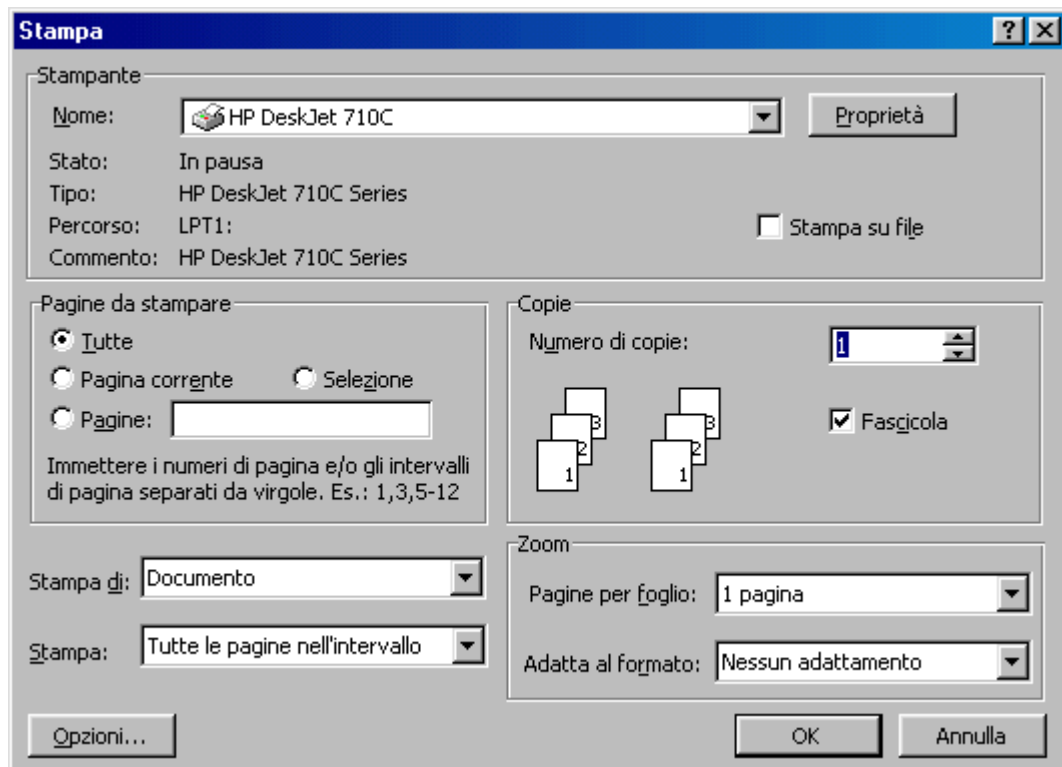 Stampa
Stampante
Nome: HP DeskJet 710C Proprietà
Stato: In pausa
Tipo: HP DeskJet 710C Series
Percorso: LPT1: Stampa su file
Commento: HP DeskJet 710C Series
Pagine da stampare
Tutte
Pagina corrente Selezione
Pagine:
Immettere i numeri di pagina e/o gli intervalli
di pagina separati da virgole. Es.: 1,3,5-12
Copie
Numero di copie: 1
3 3
2 2
1 1
Fascicola
Stampa di: Documento
Stampa: Tutte le pagine nell'intervallo
Zoom
Pagine per foglio: 1 pagina
Adatta al formato: Nessun adattamento
Opzioni... OK Annulla